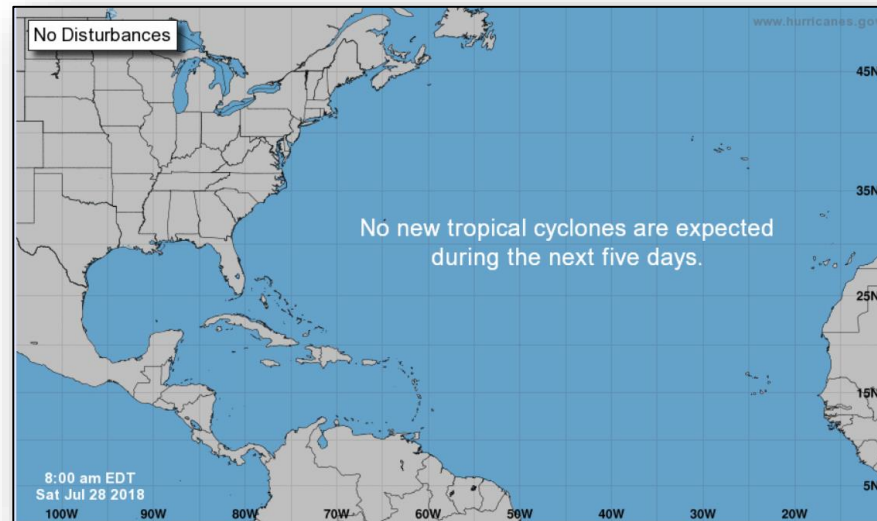 No Disturbances
www.hurricanes.gov
45N
35N
No new tropical cyclones are expected
during the next five days.
25N
15N
8:00 am EDT
Sat Jul 28 2018
5N
100W 90W 80W 70W 60W 50W 40W 30W 20W